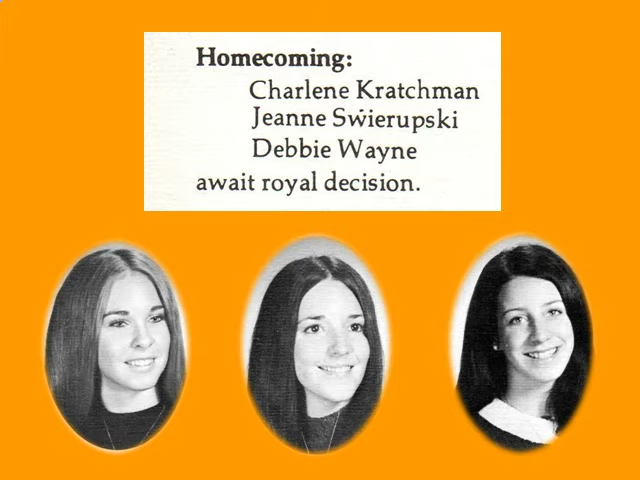 Homecoming:
Charlene Kratchman
Jeanne Swierupski
Debbie Wayne
await royal decision.